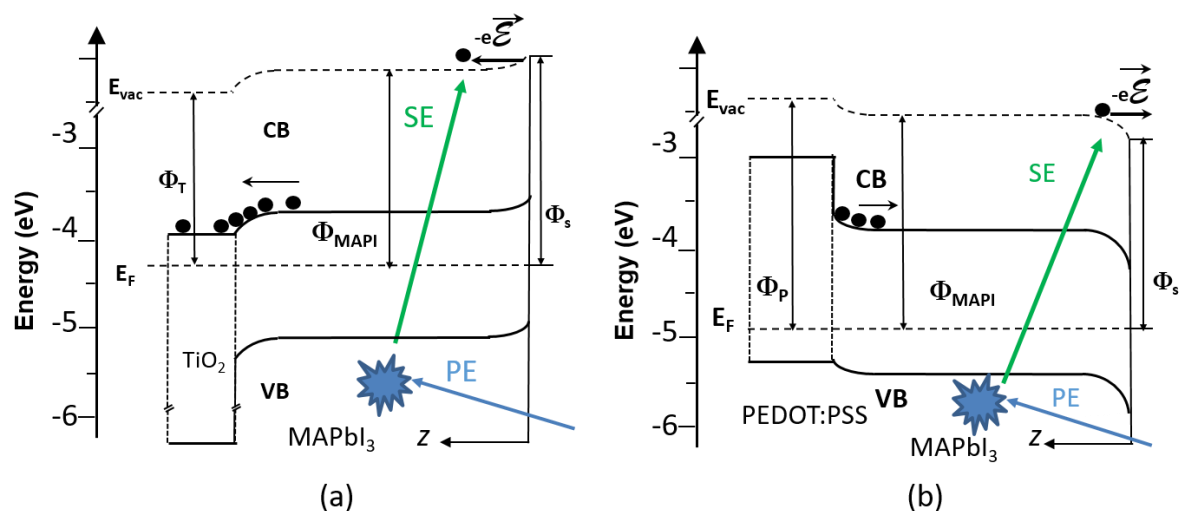 Energy (eV)
-3
-4
-5
-6
E_vac
E_F
Φ_T
CB
SE
-eℰ
Φ_MAPI
Φ_s
TiO₂
VB
PE
MAPbI₃
z
(a)
Energy (eV)
-3
-4
-5
-6
E_vac
E_F
Φ_P
CB
SE
-eℰ
Φ_MAPI
Φ_s
VB
PE
PEDOT:PSS
MAPbI₃
z
(b)